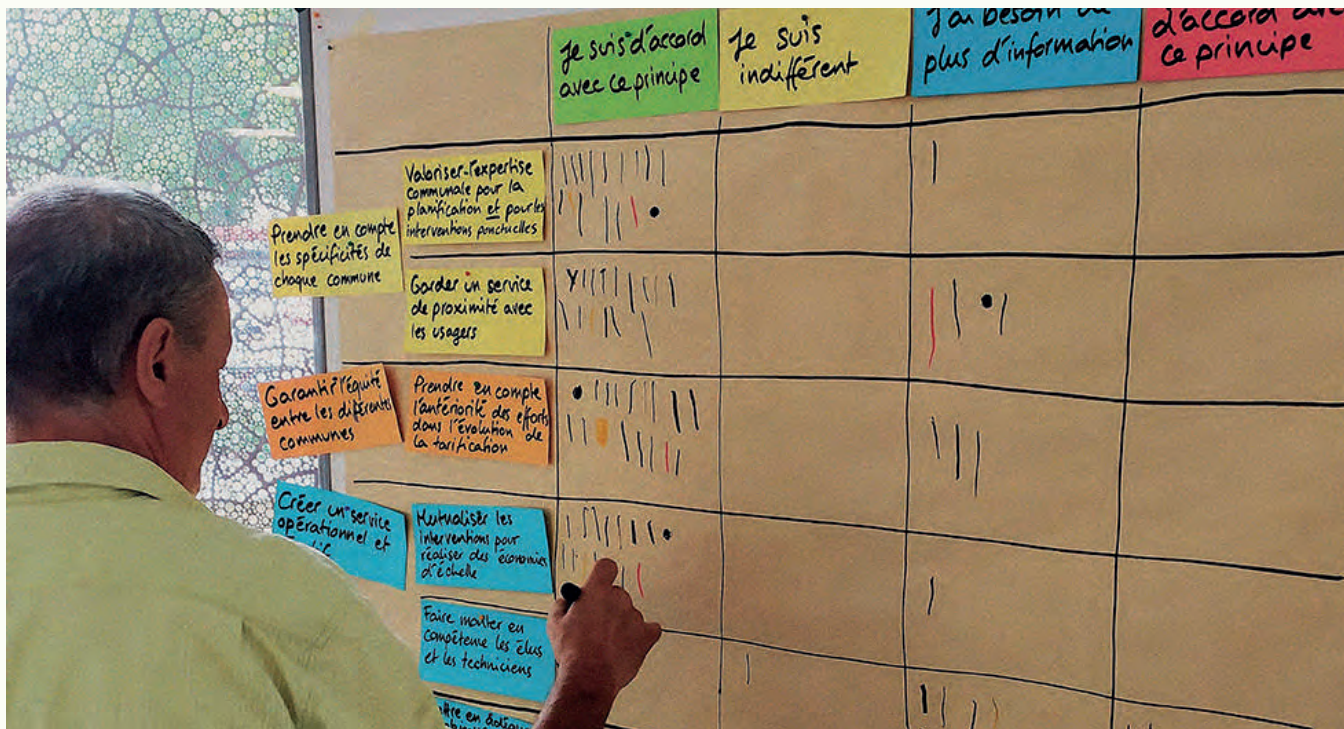 Je suis d'accord
avec ce principe
Je suis
indifférent
J'ai besoin de
plus d'information
d'accord avec
ce principe
Prendre en compte
les spécificités de
chaque commune
Valoriser l'expertise
communale pour la
planification et pour les
interventions ponctuelles
Garder un service
de proximité avec
les usagers
Garantir l'équité
entre les différentes
communes
Prendre en compte
l'antériorité des efforts
dans l'évolution de
la tarification
Créer un service
opérationnel et
Mutualiser les
interventions pour
réaliser des économies
d'échelle
Faire monter en
compétence les élus
et les techniciens